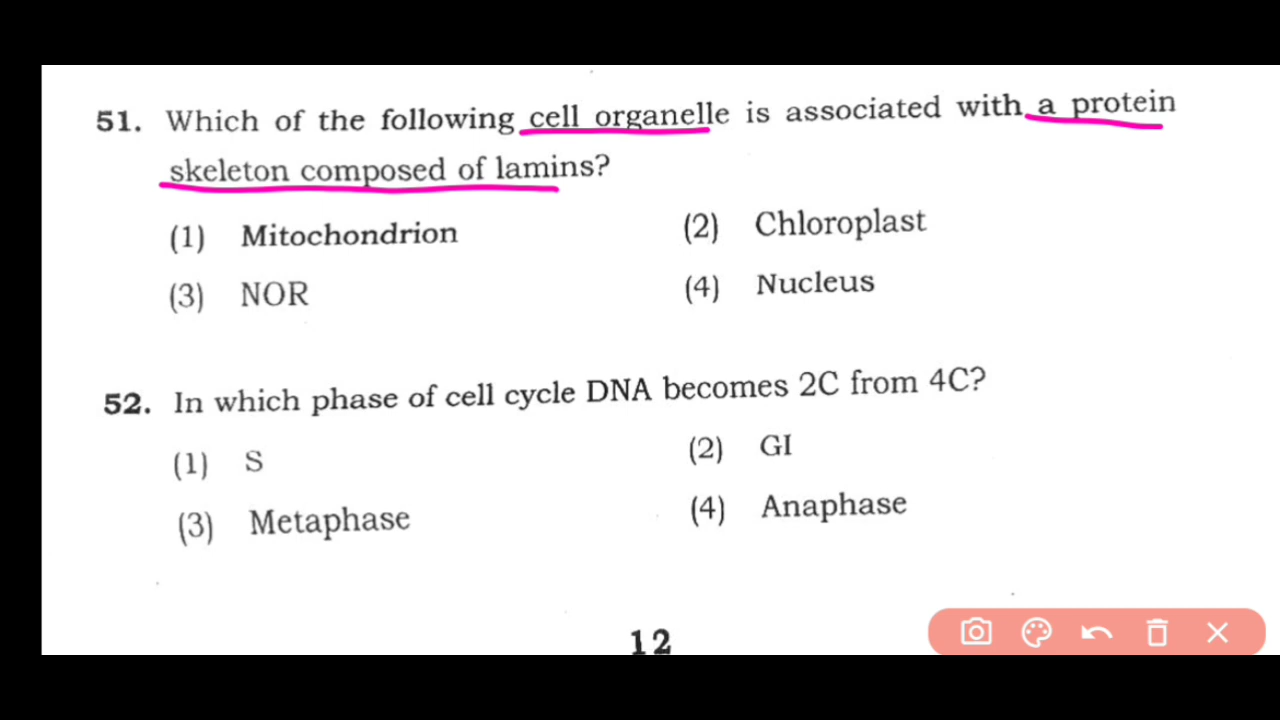 51. Which of the following cell organelle is associated with a protein
skeleton composed of lamins?
(1) Mitochondrion (2) Chloroplast
(3) NOR (4) Nucleus
52. In which phase of cell cycle DNA becomes 2C from 4C?
(1) S (2) GI
(3) Metaphase (4) Anaphase
12